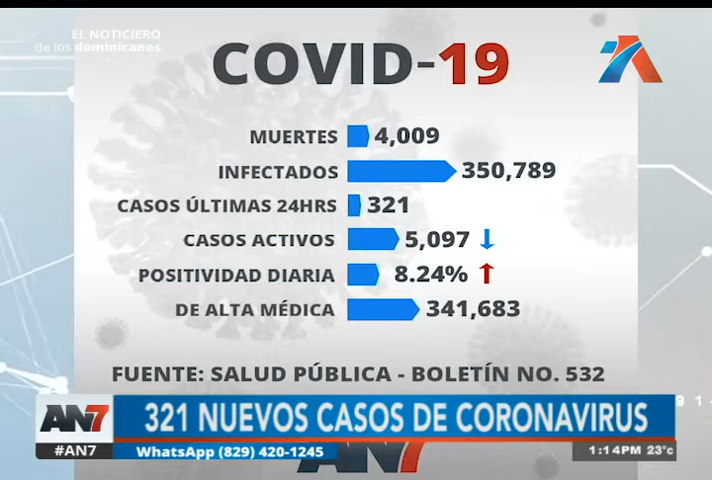 EL NOTICIERO
de los dominicanos
COVID-19
MUERTES 4,009
INFECTADOS 350,789
CASOS ÚLTIMAS 24HRS 321
CASOS ACTIVOS 5,097
POSITIVIDAD DIARIA 8.24%
DE ALTA MÉDICA 341,683
FUENTE: SALUD PÚBLICA - BOLETÍN NO. 532
AN7 321 NUEVOS CASOS DE CORONAVIRUS
#AN7 WhatsApp (829) 420-1245 1:14PM 23°c
AN7